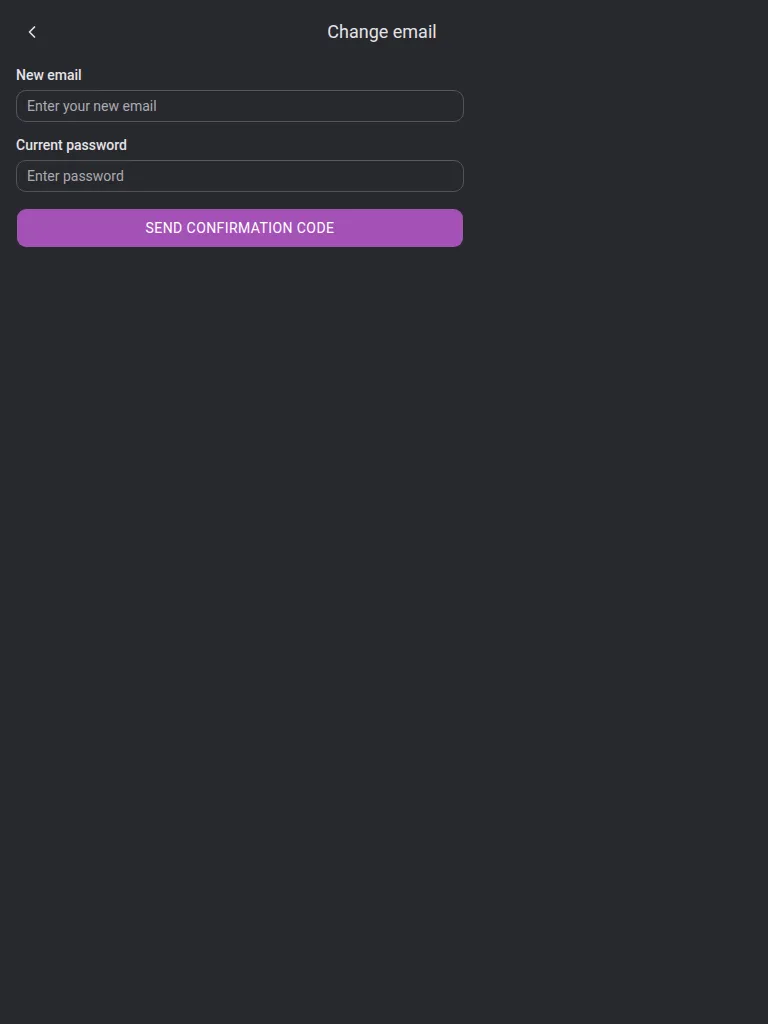 Change email
New email
Enter your new email
Current password
Enter password
SEND CONFIRMATION CODE